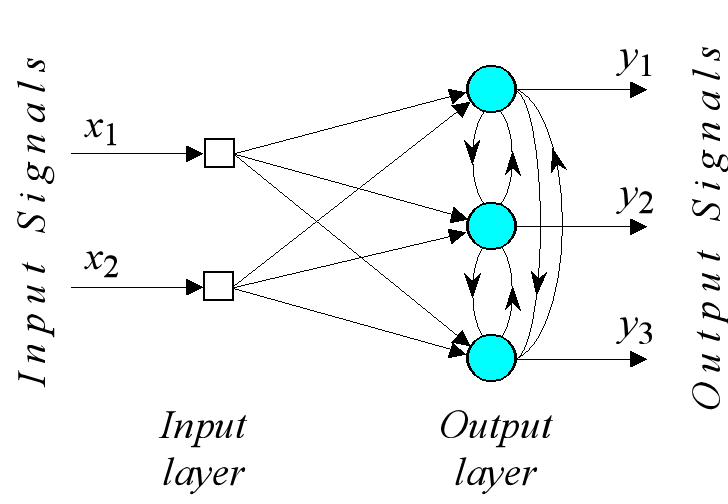 Input Signals
x1
x2
y1
y2
y3
Output Signals
Input
layer
Output
layer